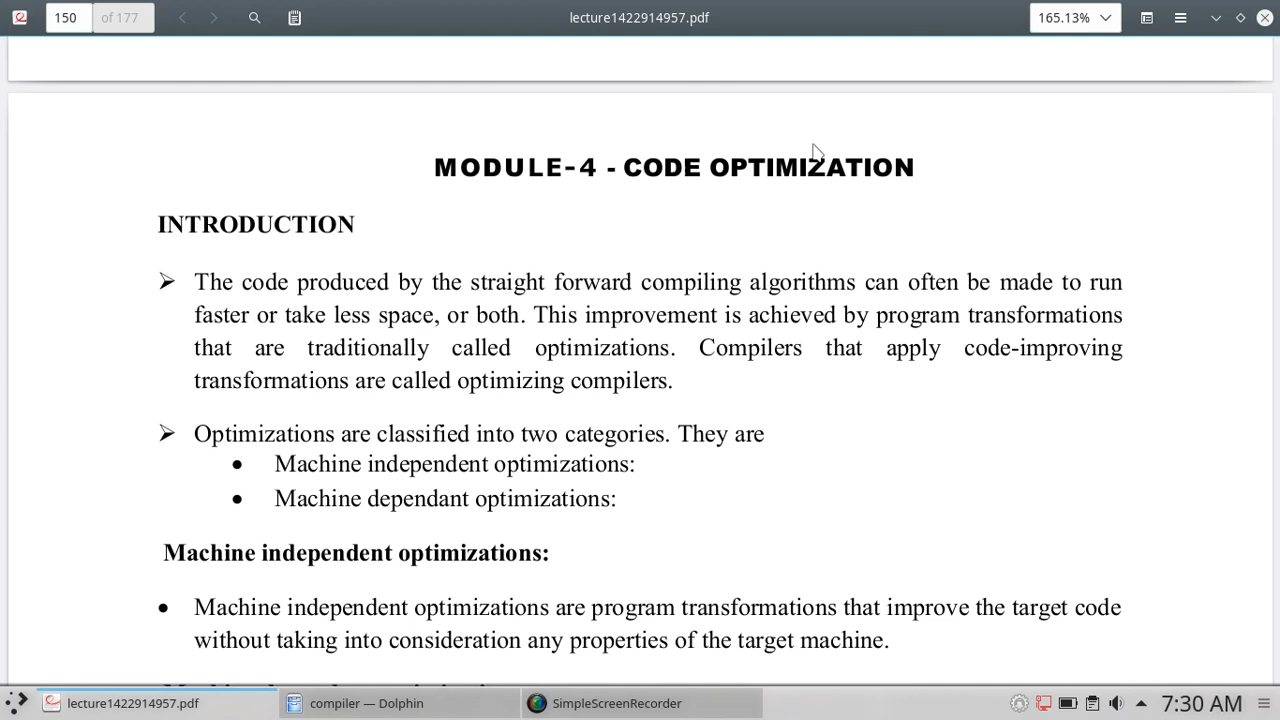 150 of 177 lecture1422914957.pdf 165.13%
MODULE-4 - CODE OPTIMIZATION
INTRODUCTION
➢ The code produced by the straight forward compiling algorithms can often be made to run
faster or take less space, or both. This improvement is achieved by program transformations
that are traditionally called optimizations. Compilers that apply code-improving
transformations are called optimizing compilers.
➢ Optimizations are classified into two categories. They are
• Machine independent optimizations:
• Machine dependant optimizations:
Machine independent optimizations:
• Machine independent optimizations are program transformations that improve the target code
without taking into consideration any properties of the target machine.
lecture1422914957.pdf compiler — Dolphin SimpleScreenRecorder 7:30 AM